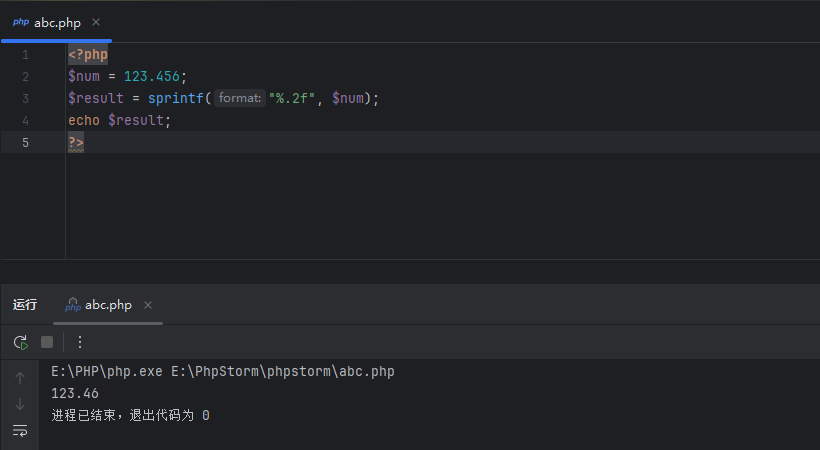 php abc.php ×
1 <?php
2 $num = 123.456;
3 $result = sprintf( format: "%.2f", $num);
4 echo $result;
5 ?>
运行 php abc.php ×
E:\PHP\php.exe E:\PhpStorm\phpstorm\abc.php
123.46
进程已结束，退出代码为 0